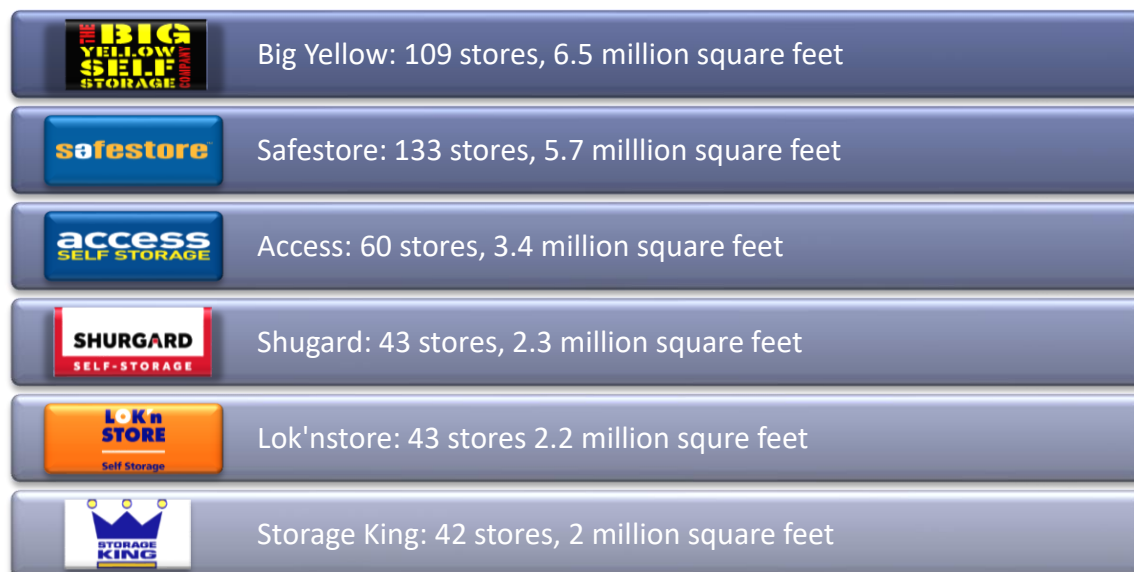 THE BIG
YELLOW
SELF
STORAGE
COMPANY
Big Yellow: 109 stores, 6.5 million square feet
safestore
Safestore: 133 stores, 5.7 milllion square feet
access
SELF STORAGE
Access: 60 stores, 3.4 million square feet
SHURGARD
SELF-STORAGE
Shugard: 43 stores, 2.3 million square feet
LOK'n
STORE
Self Storage
Lok'nstore: 43 stores 2.2 million squre feet
STORAGE
KING
Storage King: 42 stores, 2 million square feet